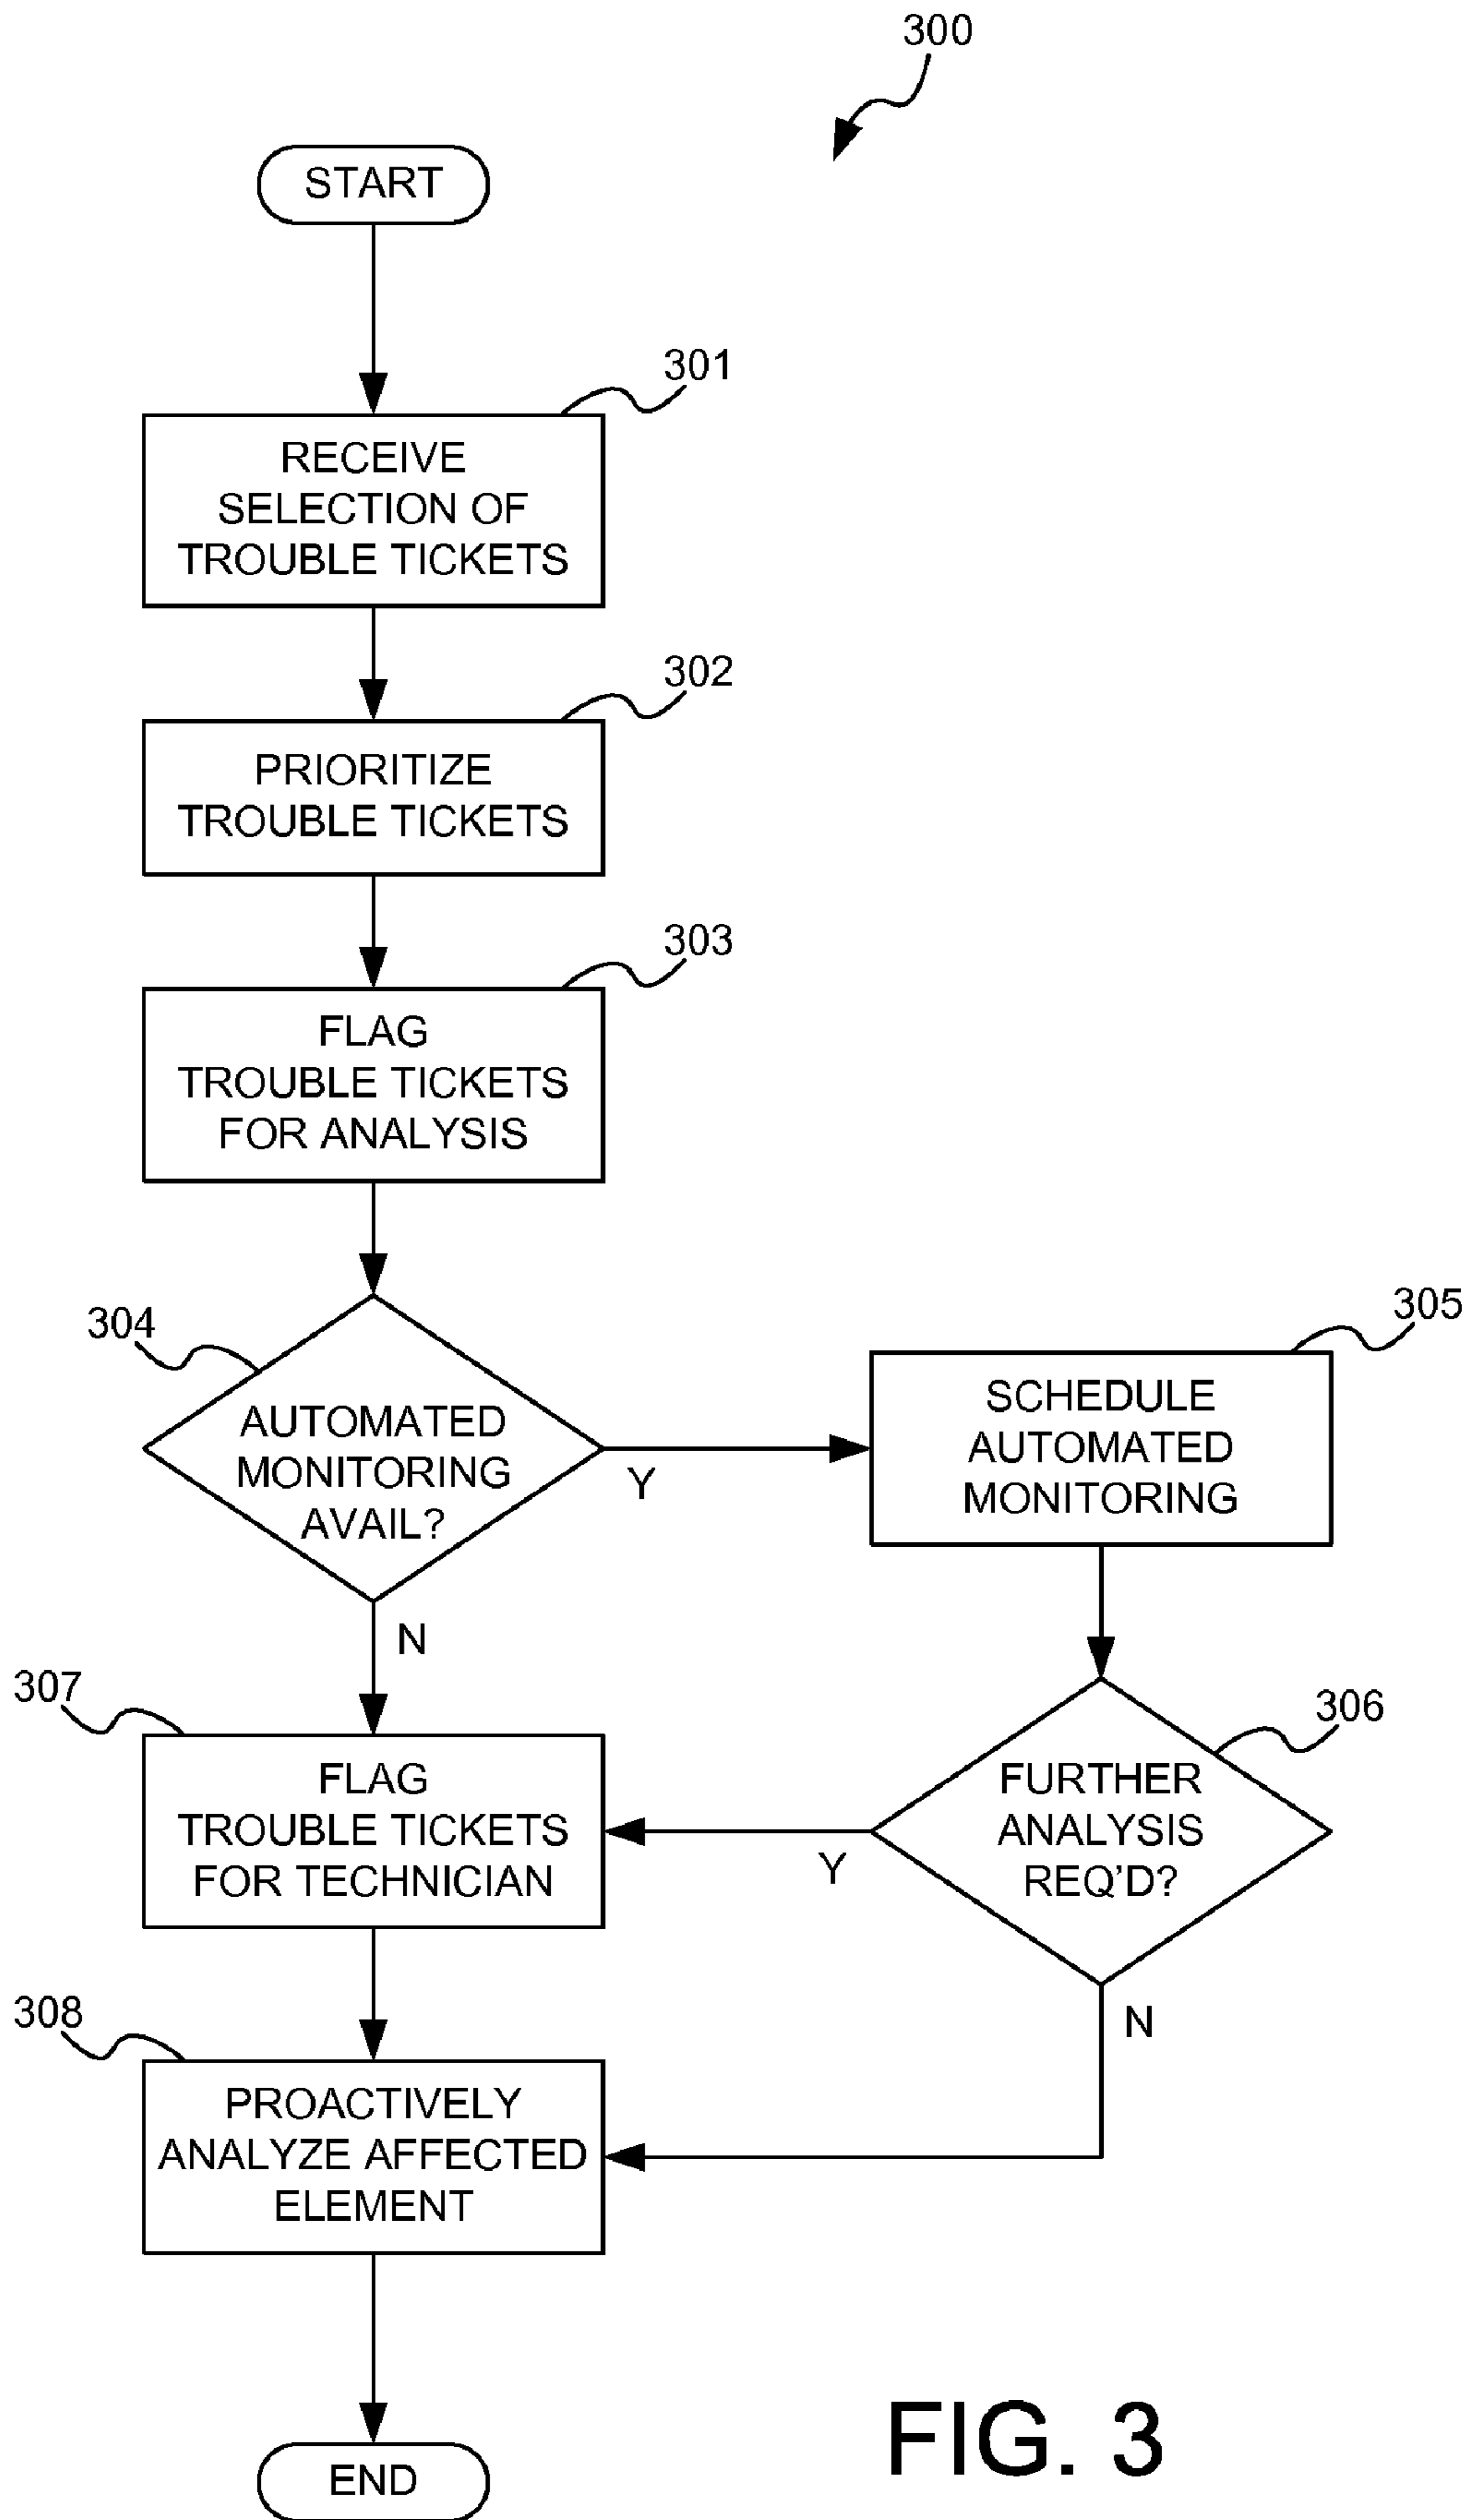 300
START
301
RECEIVE
SELECTION OF
TROUBLE TICKETS
302
PRIORITIZE
TROUBLE TICKETS
303
FLAG
TROUBLE TICKETS
FOR ANALYSIS
304
AUTOMATED
MONITORING
AVAIL?
Y
N
305
SCHEDULE
AUTOMATED
MONITORING
306
FURTHER
ANALYSIS
REQ'D?
Y
N
307
FLAG
TROUBLE TICKETS
FOR TECHNICIAN
308
PROACTIVELY
ANALYZE AFFECTED
ELEMENT
END
FIG. 3